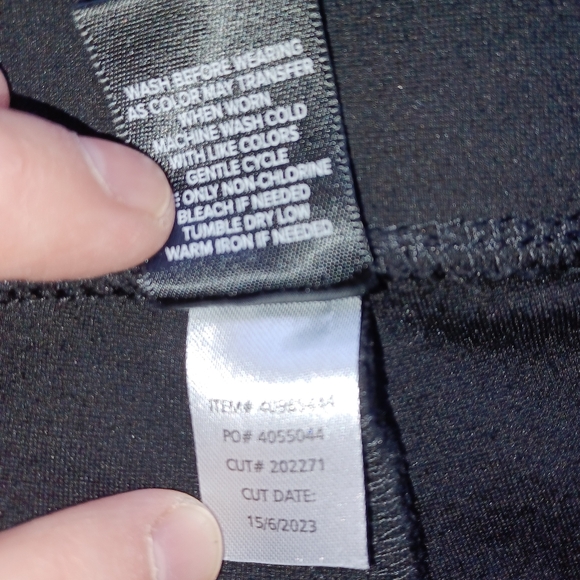 WASH BEFORE WEARING
AS COLOR MAY TRANSFER
WHEN WORN
MACHINE WASH COLD
WITH LIKE COLORS
GENTLE CYCLE
ONLY NON-CHLORINE
BLEACH IF NEEDED
TUMBLE DRY LOW
WARM IRON IF NEEDED
ITEM#
PO# 4055044
CUT# 202271
CUT DATE:
15/6/2023